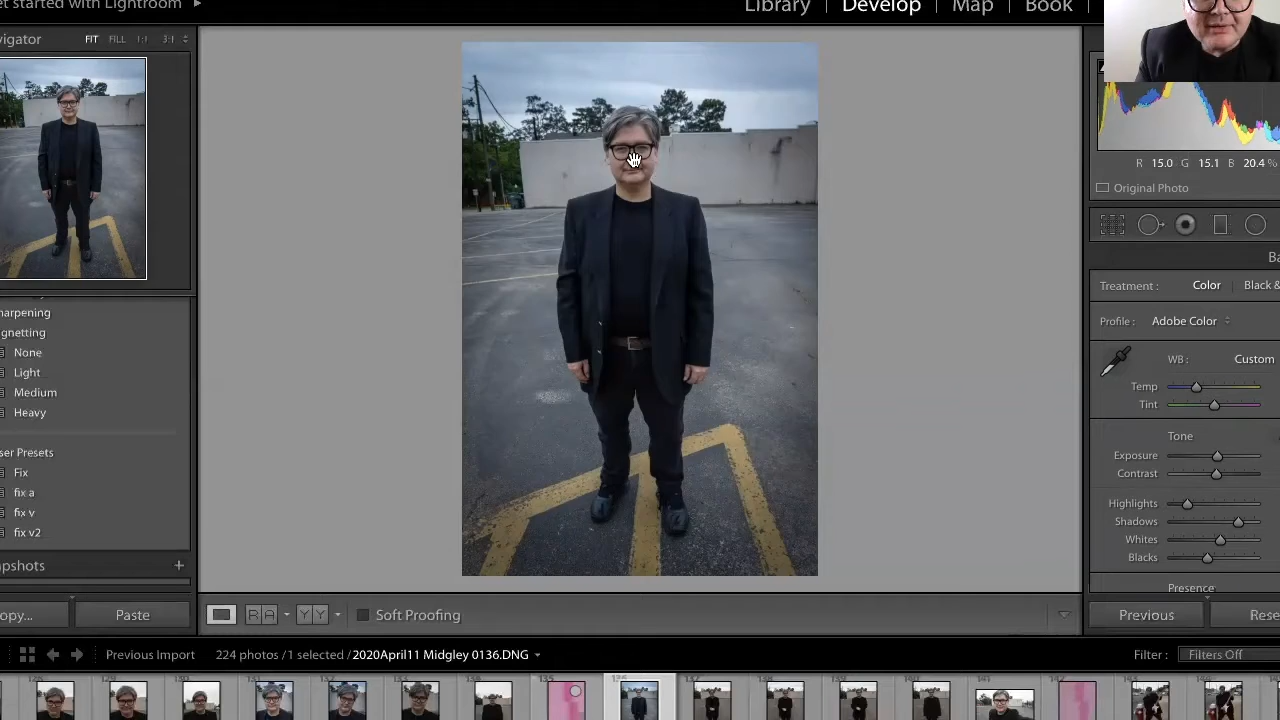 et started with Lightroom
Library | Develop | Map | Book |
vigator FIT FILL 1:1 3:1
R 15.0 G 15.1 B 20.4 %
Original Photo
Ba
Treatment : Color Black &
Profile : Adobe Color
WB : Custom
Temp
Tint
Tone
Exposure
Contrast
Highlights
Shadows
Whites
Blacks
Presence
harpening
gnetting
None
Light
Medium
Heavy
ser Presets
Fix
fix a
fix v
fix v2
apshots +
opy... Paste
R A Y Y Soft Proofing
Previous Rese
Previous Import 224 photos / 1 selected / 2020April11 Midgley 0136.DNG
Filter : Filters Off